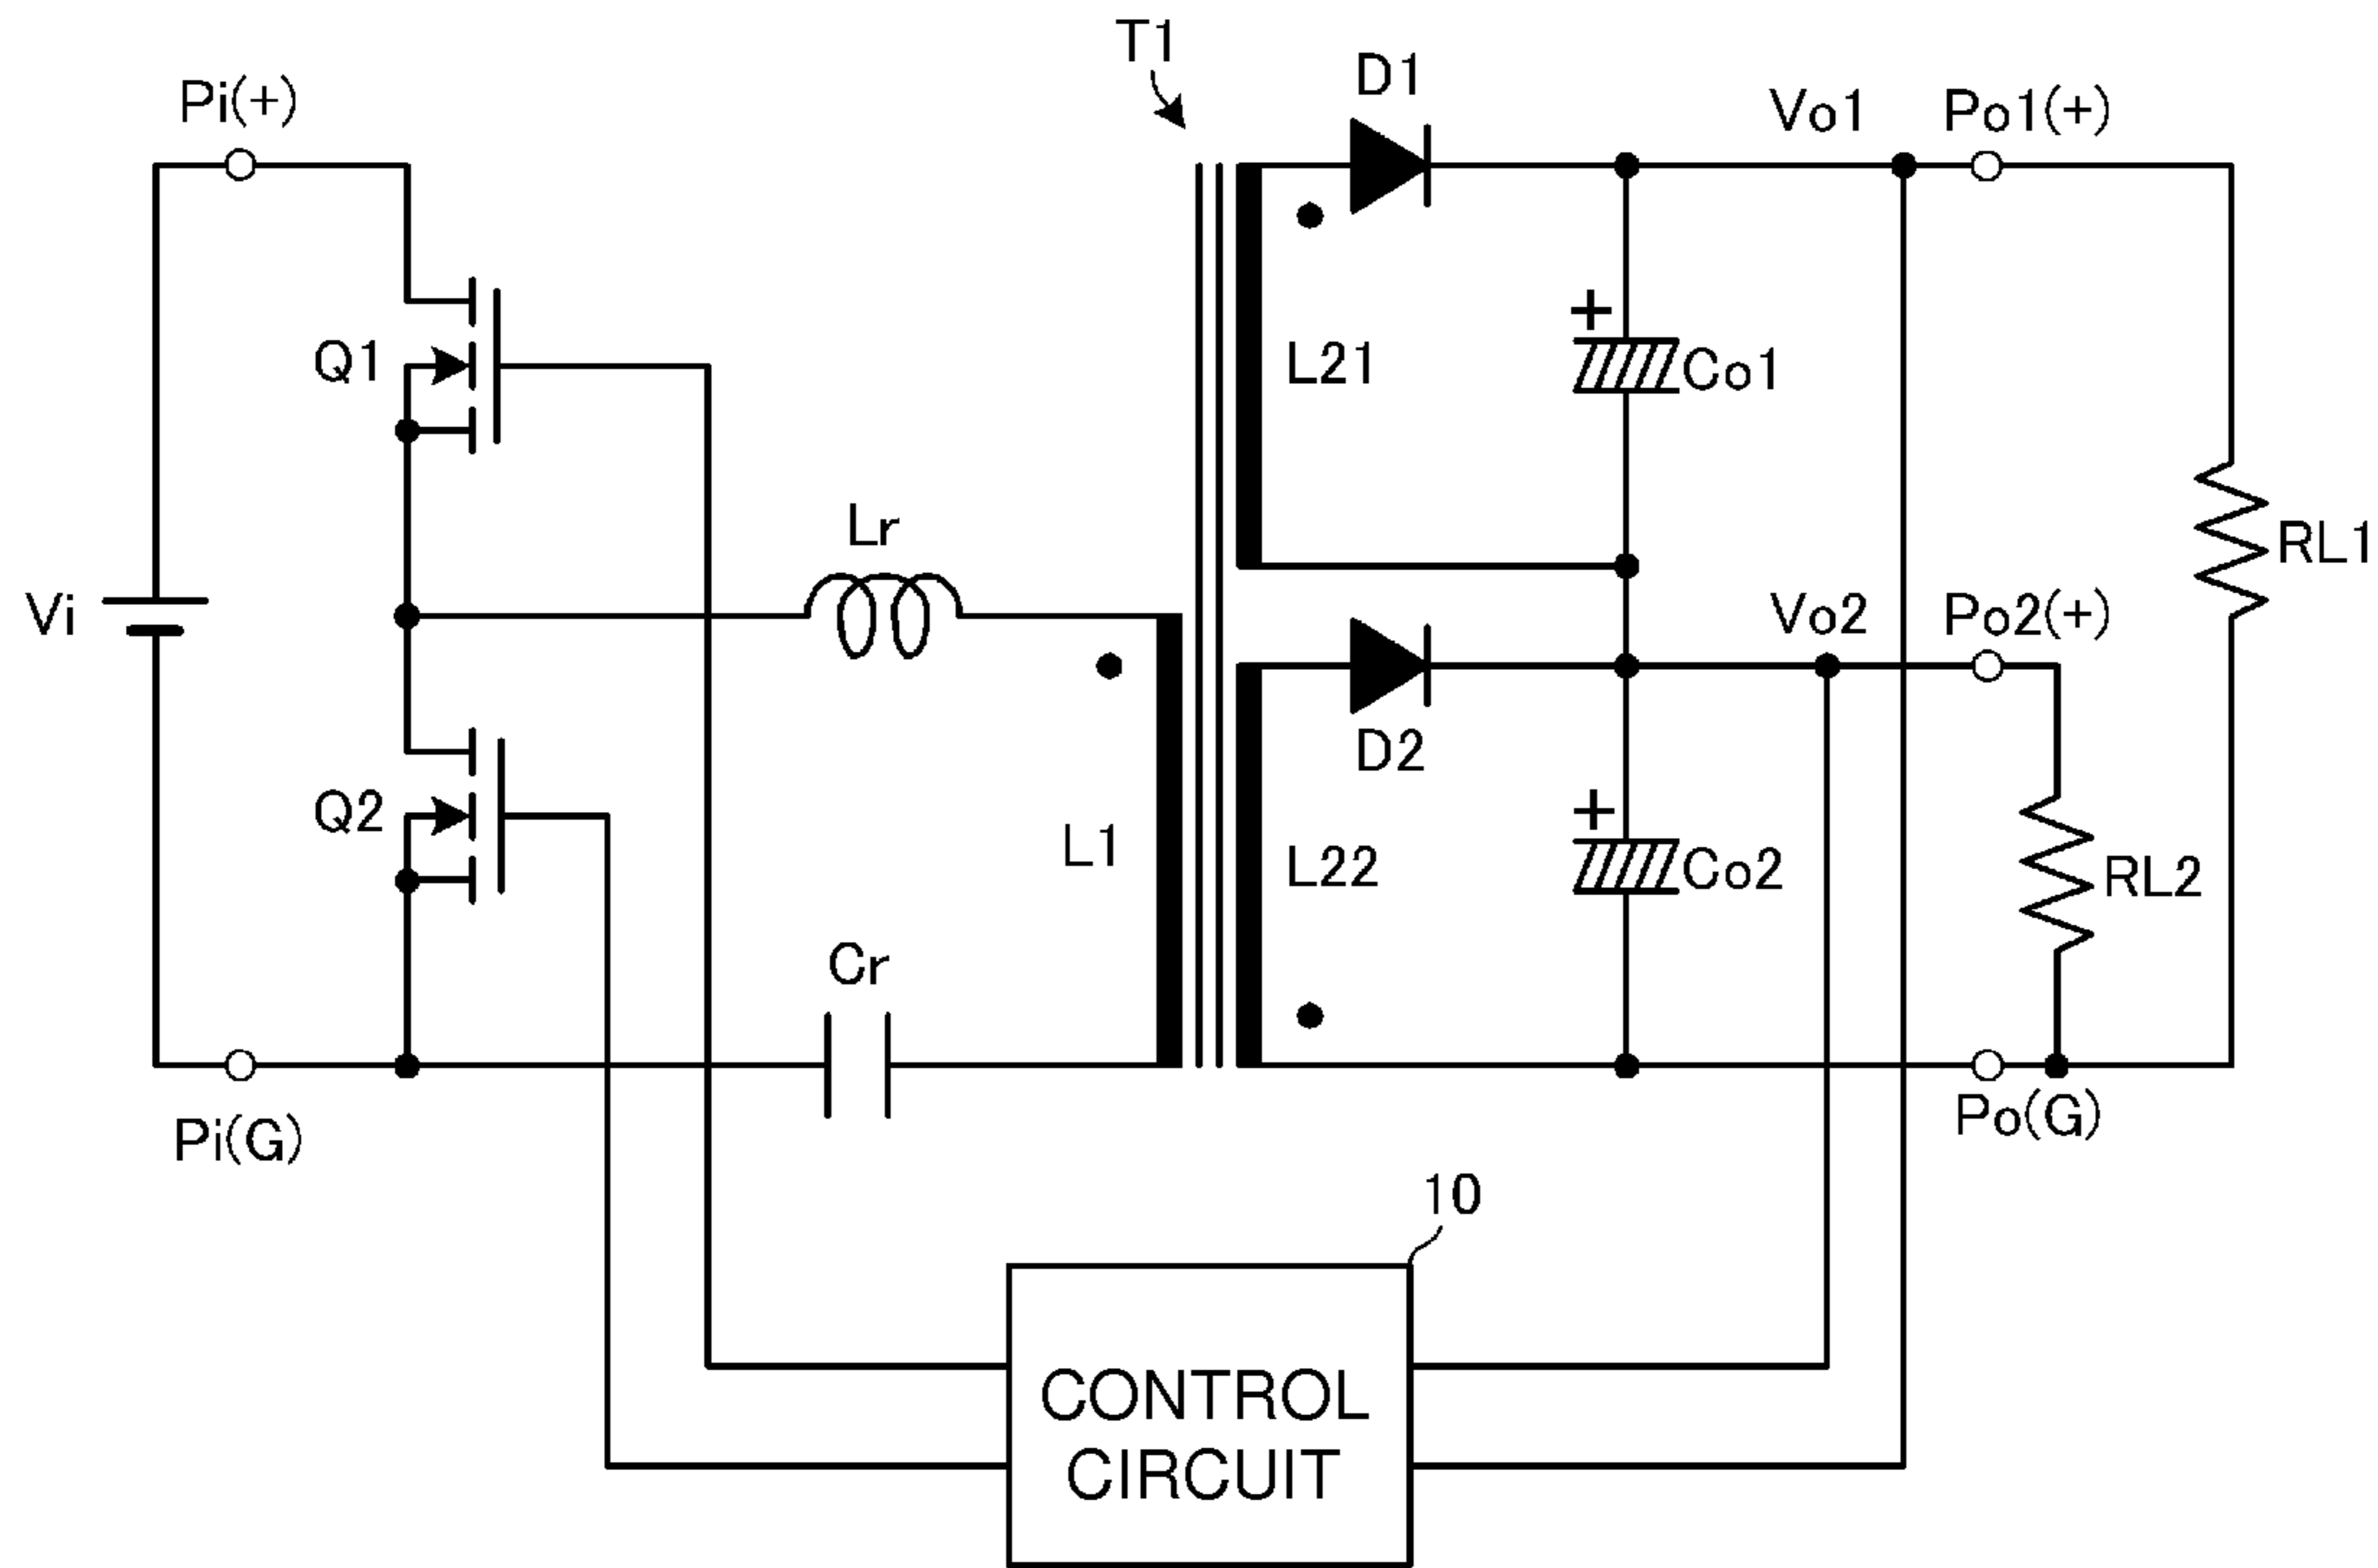 T1
D1
Pi(+)
Vo1
Po1(+)
Q1
L21
Co1
Lr
RL1
Vi
Vo2
Po2(+)
D2
Q2
L1
L22
Co2
RL2
Cr
Pi(G)
Po(G)
10
CONTROL
CIRCUIT